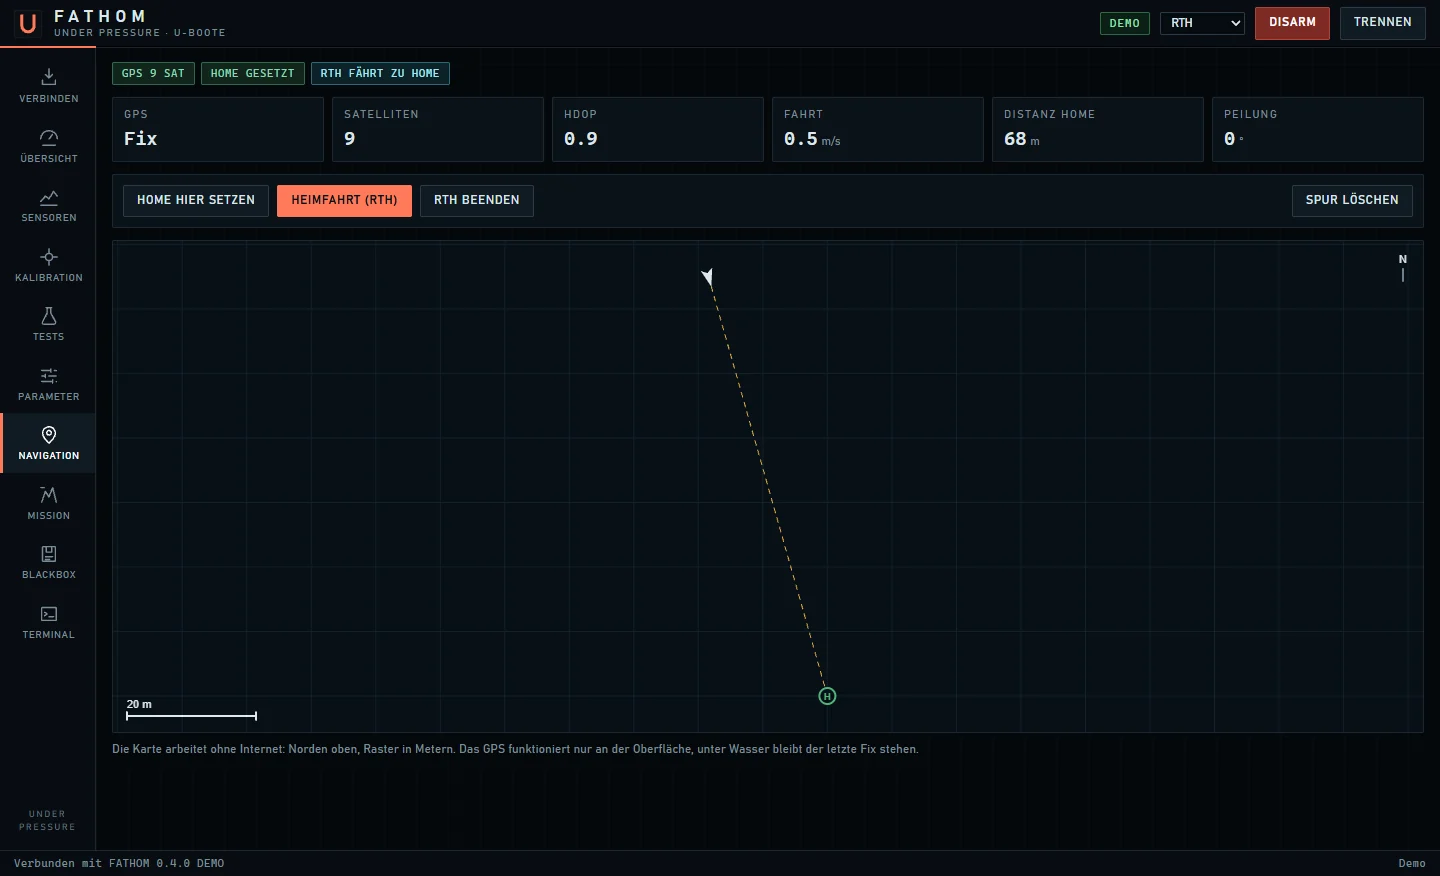 FATHOM
UNDER PRESSURE · U-BOOTE
DEMO
RTH
DISARM
TRENNEN
VERBINDEN
ÜBERSICHT
SENSOREN
KALIBRATION
TESTS
PARAMETER
NAVIGATION
MISSION
BLACKBOX
TERMINAL
UNDER
PRESSURE
GPS 9 SAT
HOME GESETZT
RTH FÄHRT ZU HOME
GPS
Fix
SATELLITEN
9
HDOP
0.9
FAHRT
0.5 m/s
DISTANZ HOME
68 m
PEILUNG
0 °
HOME HIER SETZEN
HEIMFAHRT (RTH)
RTH BEENDEN
SPUR LÖSCHEN
N
H
20 m
Die Karte arbeitet ohne Internet: Norden oben, Raster in Metern. Das GPS funktioniert nur an der Oberfläche, unter Wasser bleibt der letzte Fix stehen.
Verbunden mit FATHOM 0.4.0 DEMO
Demo